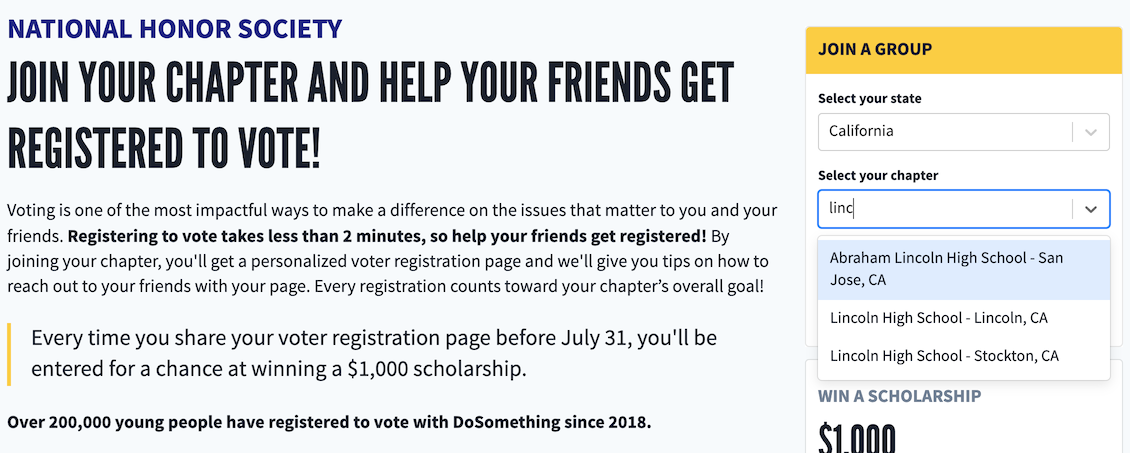 NATIONAL HONOR SOCIETY
JOIN YOUR CHAPTER AND HELP YOUR FRIENDS GET
REGISTERED TO VOTE!
Voting is one of the most impactful ways to make a difference on the issues that matter to you and your
friends. Registering to vote takes less than 2 minutes, so help your friends get registered! By
joining your chapter, you'll get a personalized voter registration page and we'll give you tips on how to
reach out to your friends with your page. Every registration counts toward your chapter’s overall goal!
Every time you share your voter registration page before July 31, you'll be
entered for a chance at winning a $1,000 scholarship.
Over 200,000 young people have registered to vote with DoSomething since 2018.
JOIN A GROUP
Select your state
California
Select your chapter
linc
Abraham Lincoln High School - San
Jose, CA
Lincoln High School - Lincoln, CA
Lincoln High School - Stockton, CA
WIN A SCHOLARSHIP
$1,000